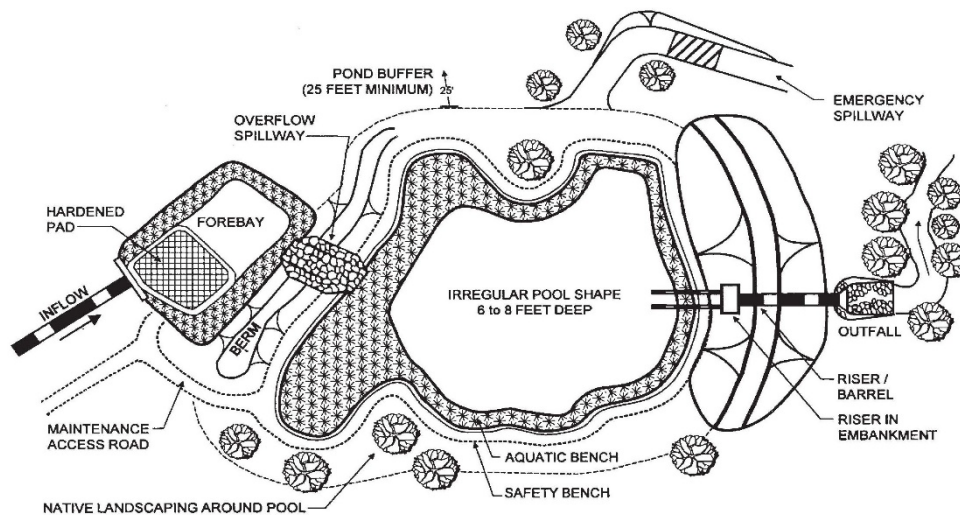 POND BUFFER
(25 FEET MINIMUM)
25'
OVERFLOW
SPILLWAY
EMERGENCY
SPILLWAY
HARDENED
PAD
FOREBAY
INFLOW
BERM
IRREGULAR POOL SHAPE
6 to 8 FEET DEEP
OUTFALL
RISER /
BARREL
RISER IN
EMBANKMENT
MAINTENANCE
ACCESS ROAD
AQUATIC BENCH
SAFETY BENCH
NATIVE LANDSCAPING AROUND POOL